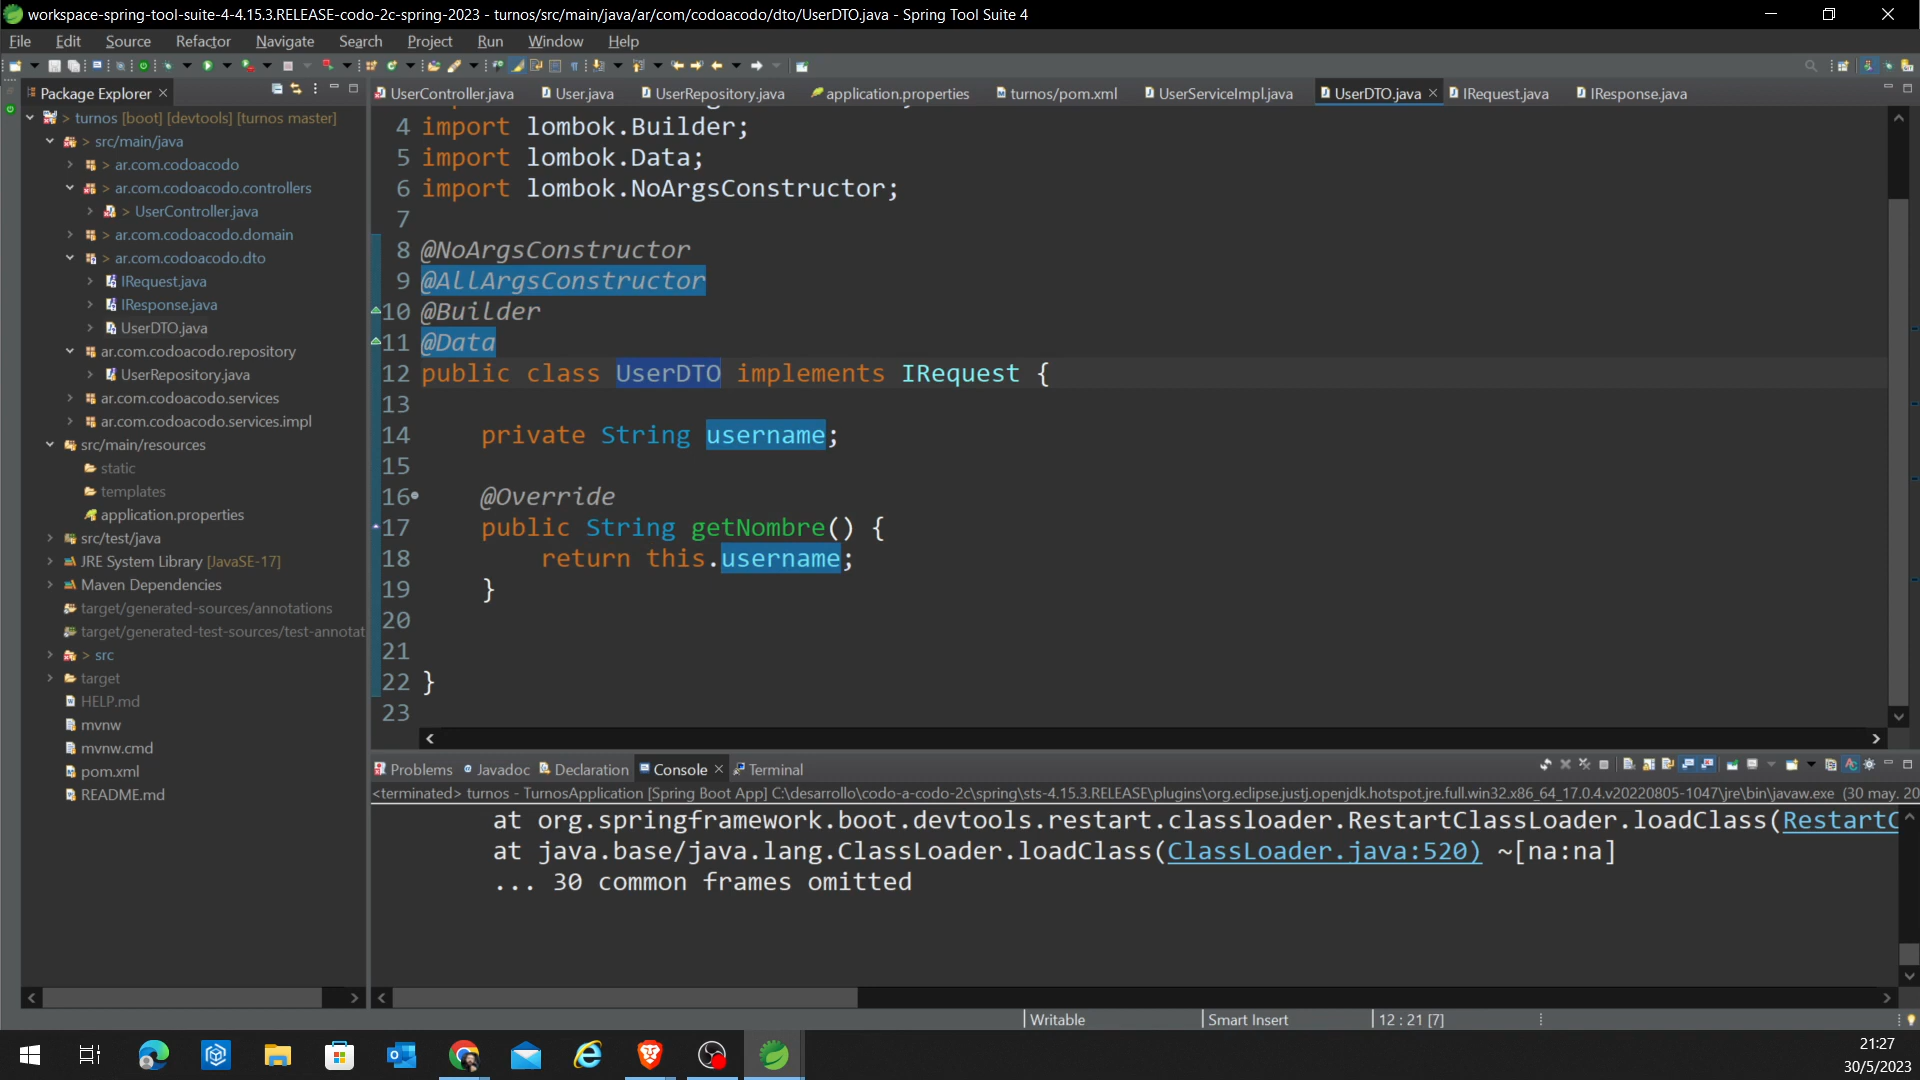 workspace-spring-tool-suite-4-4.15.3.RELEASE-codo-2c-spring-2023 - turnos/src/main/java/ar/com/codoacodo/dto/UserDTO.java - Spring Tool Suite 4
File Edit Source Refactor Navigate Search Project Run Window Help
Package Explorer
> turnos [boot] [devtools] [turnos master]
> src/main/java
> ar.com.codoacodo
> ar.com.codoacodo.controllers
> UserController.java
> ar.com.codoacodo.domain
> ar.com.codoacodo.dto
IRequest.java
IResponse.java
UserDTO.java
ar.com.codoacodo.repository
UserRepository.java
ar.com.codoacodo.services
ar.com.codoacodo.services.impl
src/main/resources
static
templates
application.properties
src/test/java
JRE System Library [JavaSE-17]
Maven Dependencies
target/generated-sources/annotations
target/generated-test-sources/test-annotat
> src
target
HELP.md
mvnw
mvnw.cmd
pom.xml
README.md
UserController.java User.java UserRepository.java application.properties turnos/pom.xml UserServiceImpl.java UserDTO.java IRequest.java IResponse.java
4 import lombok.Builder;
5 import lombok.Data;
6 import lombok.NoArgsConstructor;
7
8 @NoArgsConstructor
9 @AllArgsConstructor
10 @Builder
11 @Data
12 public class UserDTO implements IRequest {
13
14 private String username;
15
16 @Override
17 public String getNombre() {
18 return this.username;
19 }
20
21
22 }
23
Problems Javadoc Declaration Console Terminal
<terminated> turnos - TurnosApplication [Spring Boot App] C:\desarrollo\codo-a-codo-2c\spring\sts-4.15.3.RELEASE\plugins\org.eclipse.justj.openjdk.hotspot.jre.full.win32.x86_64_17.0.4.v20220805-1047\jre\bin\javaw.exe (30 may. 20
at org.springframework.boot.devtools.restart.classloader.RestartClassLoader.loadClass(RestartC
at java.base/java.lang.ClassLoader.loadClass(ClassLoader.java:520) ~[na:na]
... 30 common frames omitted
Writable Smart Insert 12 : 21 [7]
21:27
30/5/2023